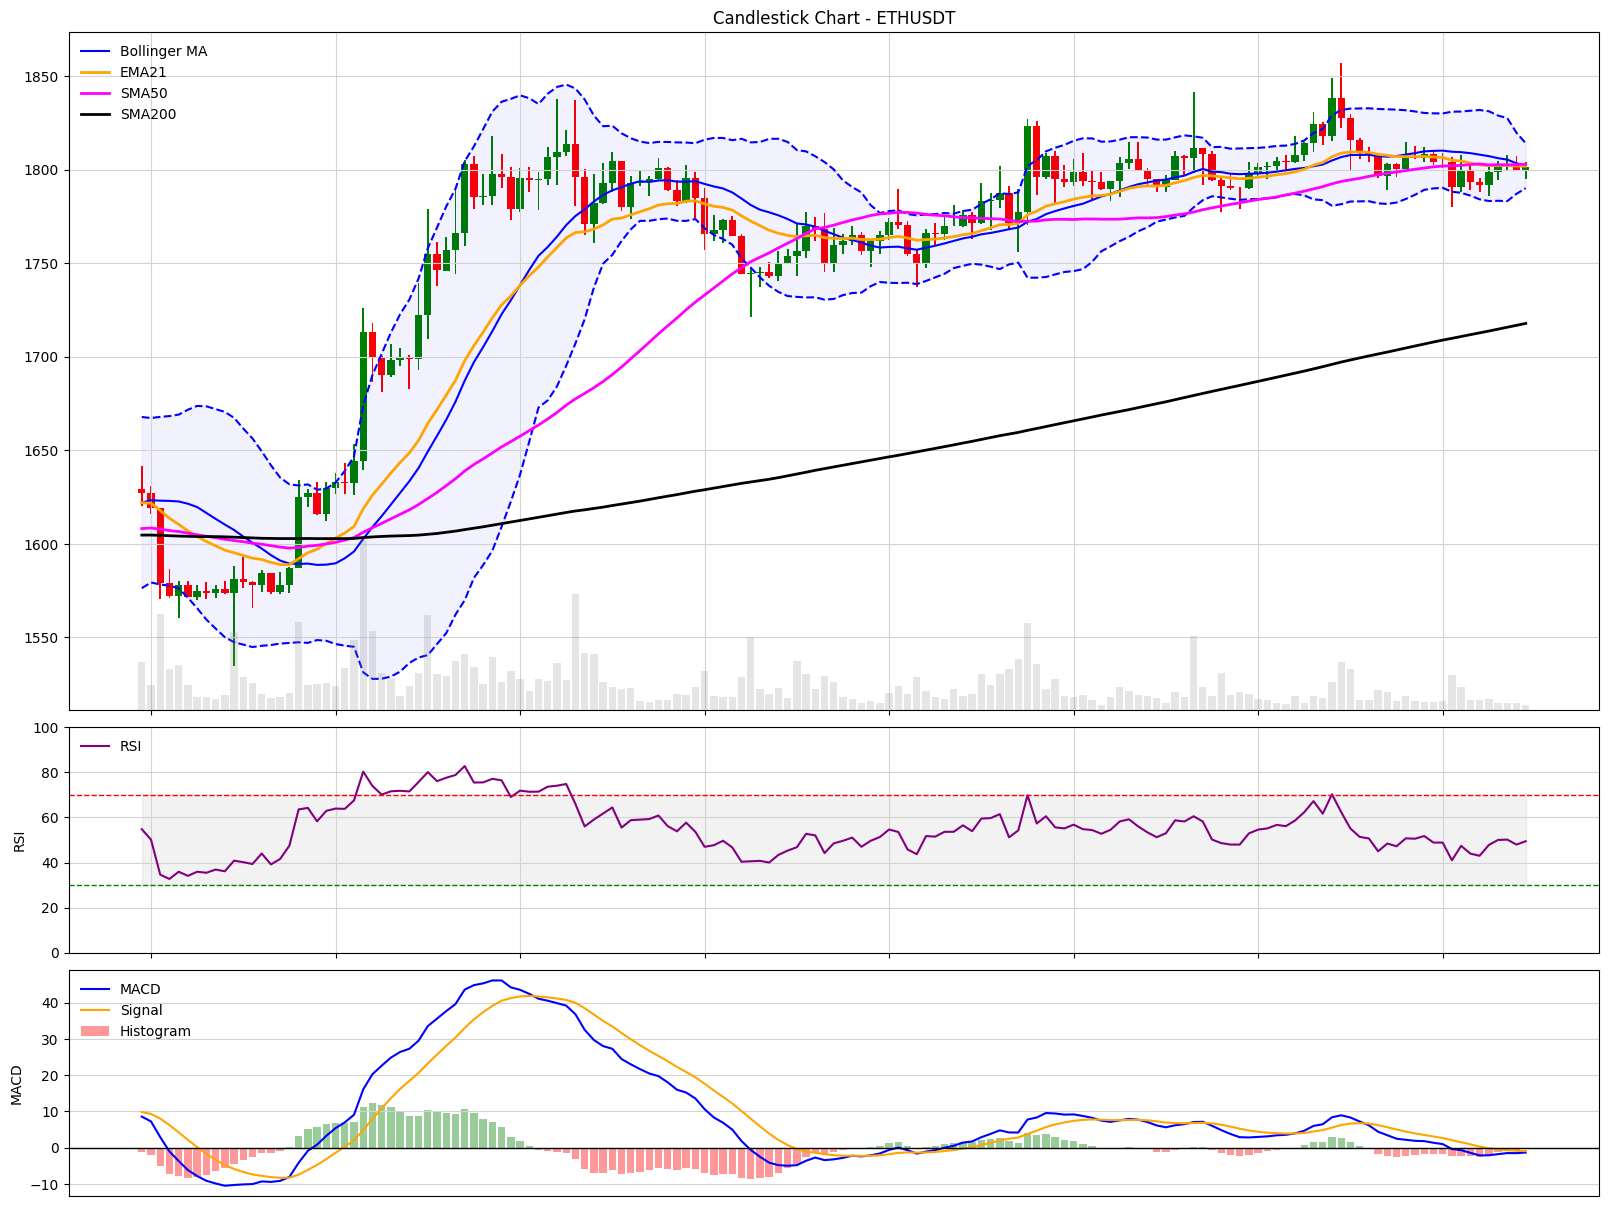 Candlestick Chart - ETHUSDT
Bollinger MA
EMA21
SMA50
SMA200
1850
1800
1750
1700
1650
1600
1550
RSI
RSI
100
80
60
40
20
0
MACD
Signal
Histogram
MACD
40
30
20
10
0
−10